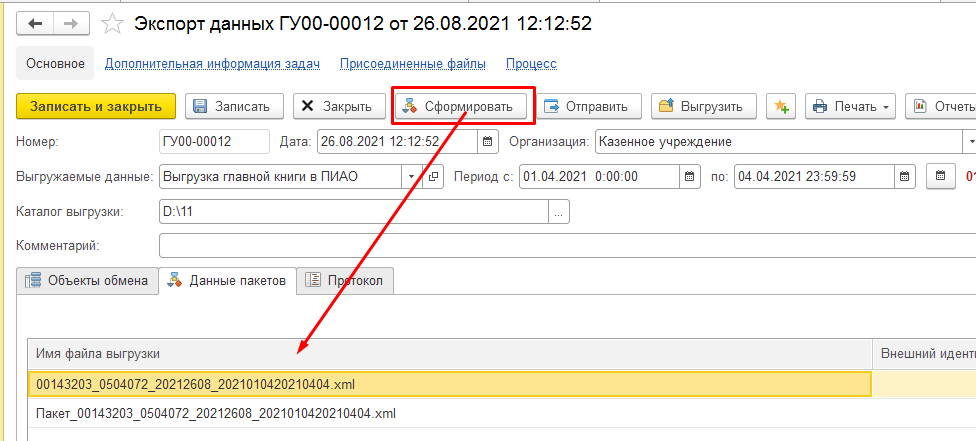 Экспорт данных ГУ00-00012 от 26.08.2021 12:12:52
Основное Дополнительная информация задач Присоединенные файлы Процесс
Записать и закрыть Записать Закрыть Сформировать Отправить Выгрузить Печать Отчеты
Номер: ГУ00-00012 Дата: 26.08.2021 12:12:52 Организация: Казенное учреждение
Выгружаемые данные: Выгрузка главной книги в ПИАО Период с: 01.04.2021 0:00:00 по: 04.04.2021 23:59:59 01
Каталог выгрузки: D:\11 ...
Комментарий:
Объекты обмена Данные пакетов Протокол
Имя файла выгрузки Внешний иденти
00143203_0504072_20212608_2021010420210404.xml
Пакет_00143203_0504072_20212608_2021010420210404.xml